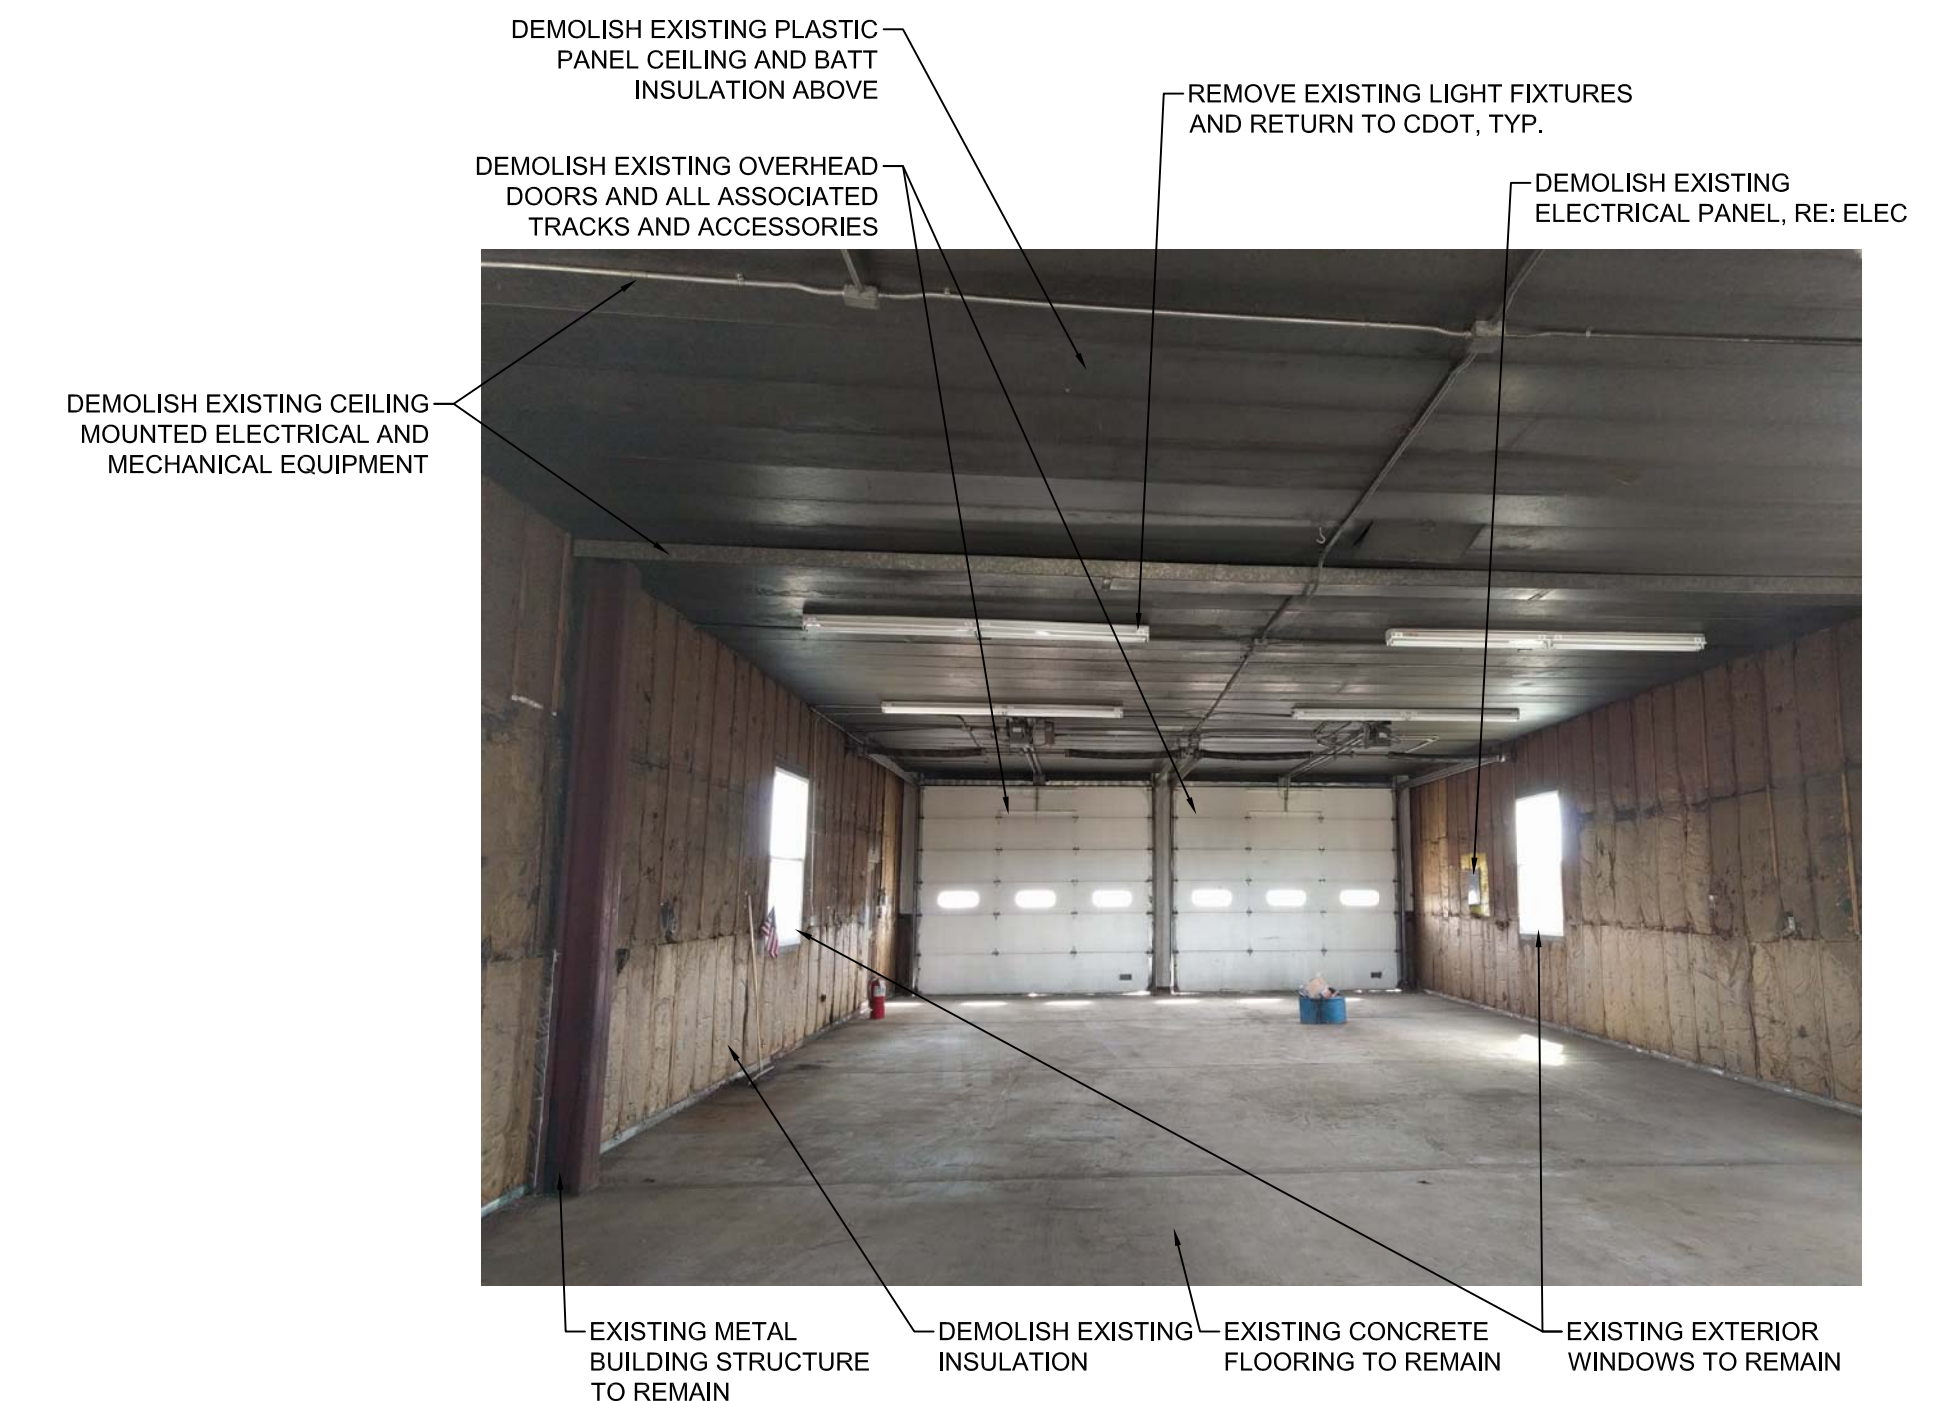 DEMOLISH EXISTING PLASTIC
PANEL CEILING AND BATT
INSULATION ABOVE
REMOVE EXISTING LIGHT FIXTURES
AND RETURN TO CDOT, TYP.
DEMOLISH EXISTING OVERHEAD
DOORS AND ALL ASSOCIATED
TRACKS AND ACCESSORIES
DEMOLISH EXISTING
ELECTRICAL PANEL, RE: ELEC
DEMOLISH EXISTING CEILING
MOUNTED ELECTRICAL AND
MECHANICAL EQUIPMENT
EXISTING METAL
BUILDING STRUCTURE
TO REMAIN
DEMOLISH EXISTING
INSULATION
EXISTING CONCRETE
FLOORING TO REMAIN
EXISTING EXTERIOR
WINDOWS TO REMAIN